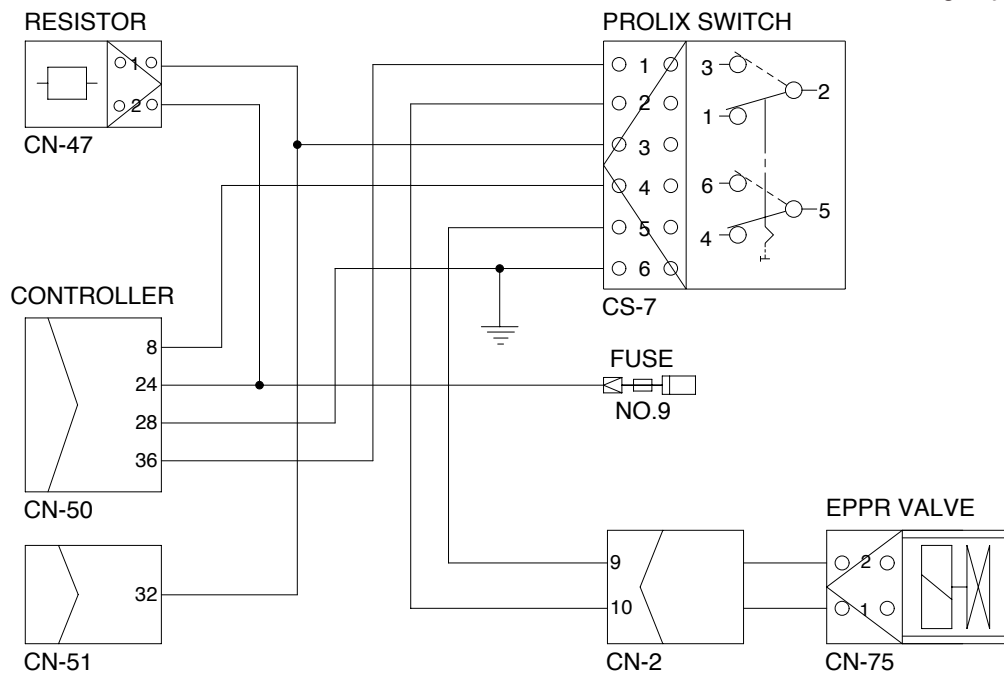 RESISTOR
1
2
CN-47
PROLIX SWITCH
1
2
3
4
5
6
3
2
1
6
5
4
CS-7
CONTROLLER
8
24
28
36
CN-50
FUSE
NO.9
32
CN-51
9
10
CN-2
EPPR VALVE
2
1
CN-75